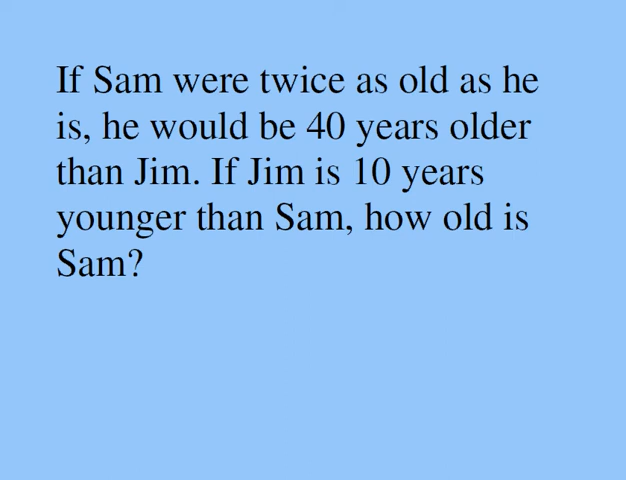 If Sam were twice as old as he
is, he would be 40 years older
than Jim. If Jim is 10 years
younger than Sam, how old is
Sam?